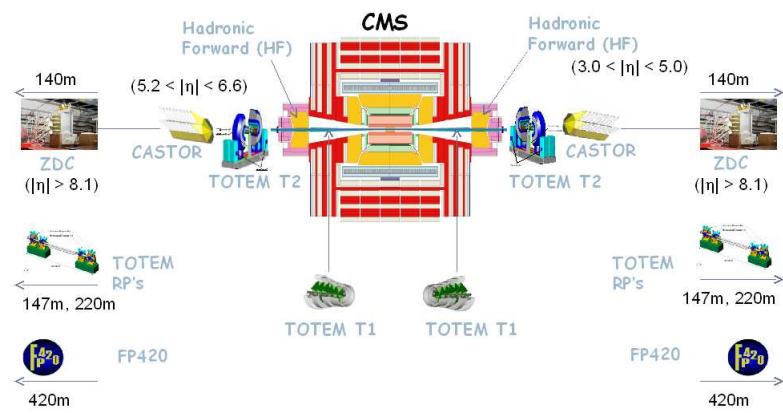 CMS
Hadronic
Forward (HF)
Hadronic
Forward (HF)
140m
(5.2 < |η| < 6.6)
(3.0 < |η| < 5.0)
140m
ZDC
CASTOR
CASTOR
ZDC
(|η| > 8.1)
TOTEM T2
TOTEM T2
(|η| > 8.1)
TOTEM
RP's
TOTEM
RP's
147m, 220m
147m, 220m
TOTEM T1
TOTEM T1
FP420
FP420
FP420
FP420
420m
420m